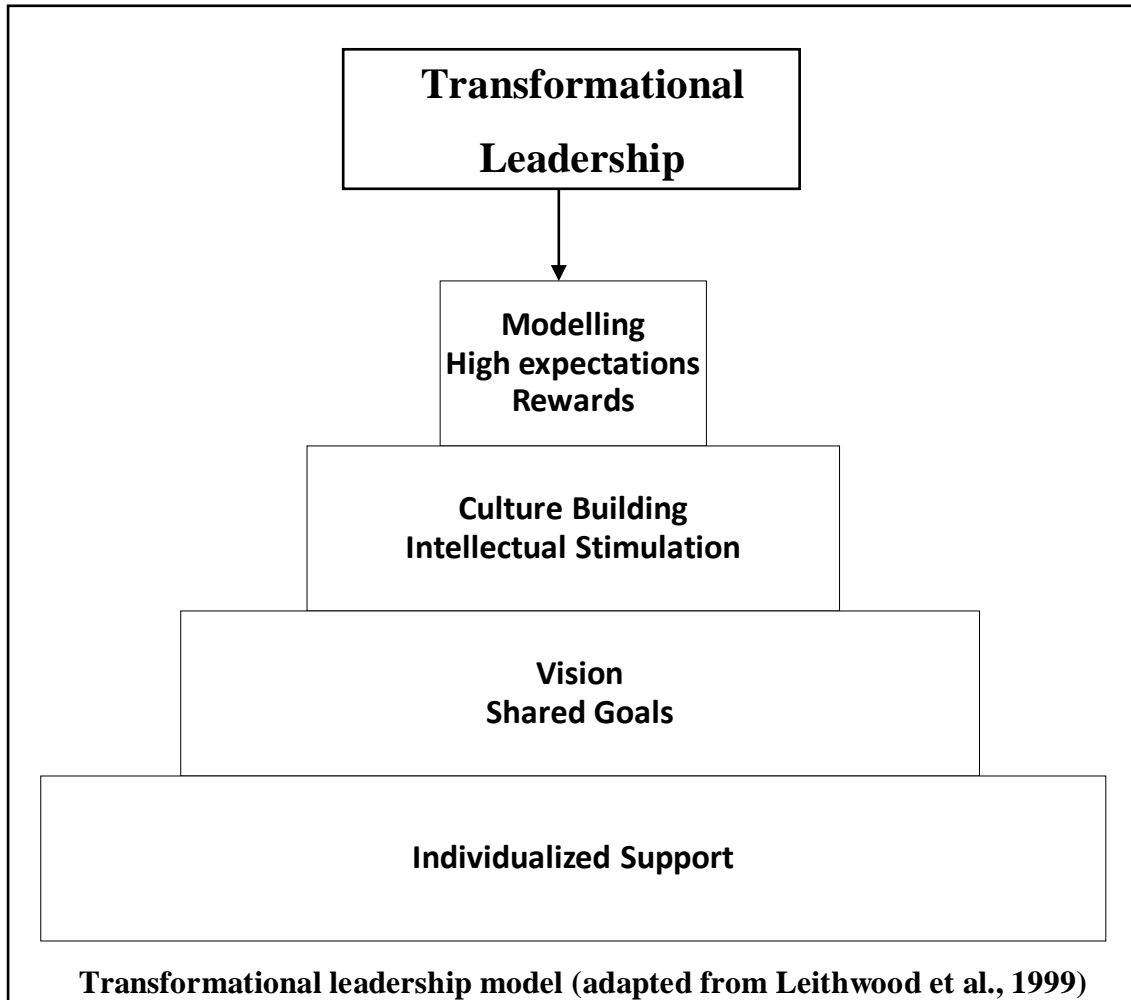 Transformational
Leadership
Modelling
High expectations
Rewards
Culture Building
Intellectual Stimulation
Vision
Shared Goals
Individualized Support
Transformational leadership model (adapted from Leithwood et al., 1999)